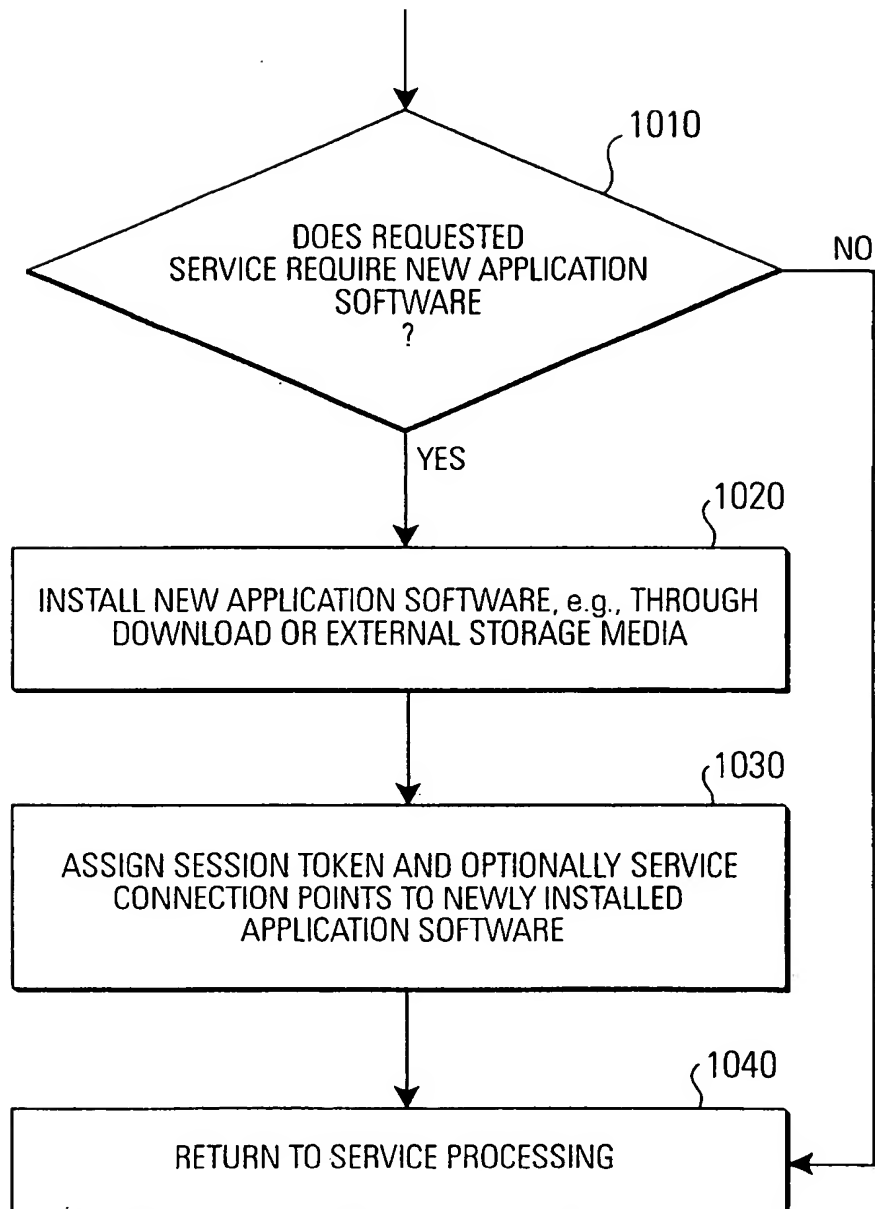 1010
DOES REQUESTED
SERVICE REQUIRE NEW APPLICATION
SOFTWARE
?
NO
YES
1020
INSTALL NEW APPLICATION SOFTWARE, e.g., THROUGH
DOWNLOAD OR EXTERNAL STORAGE MEDIA
1030
ASSIGN SESSION TOKEN AND OPTIONALLY SERVICE
CONNECTION POINTS TO NEWLY INSTALLED
APPLICATION SOFTWARE
1040
RETURN TO SERVICE PROCESSING